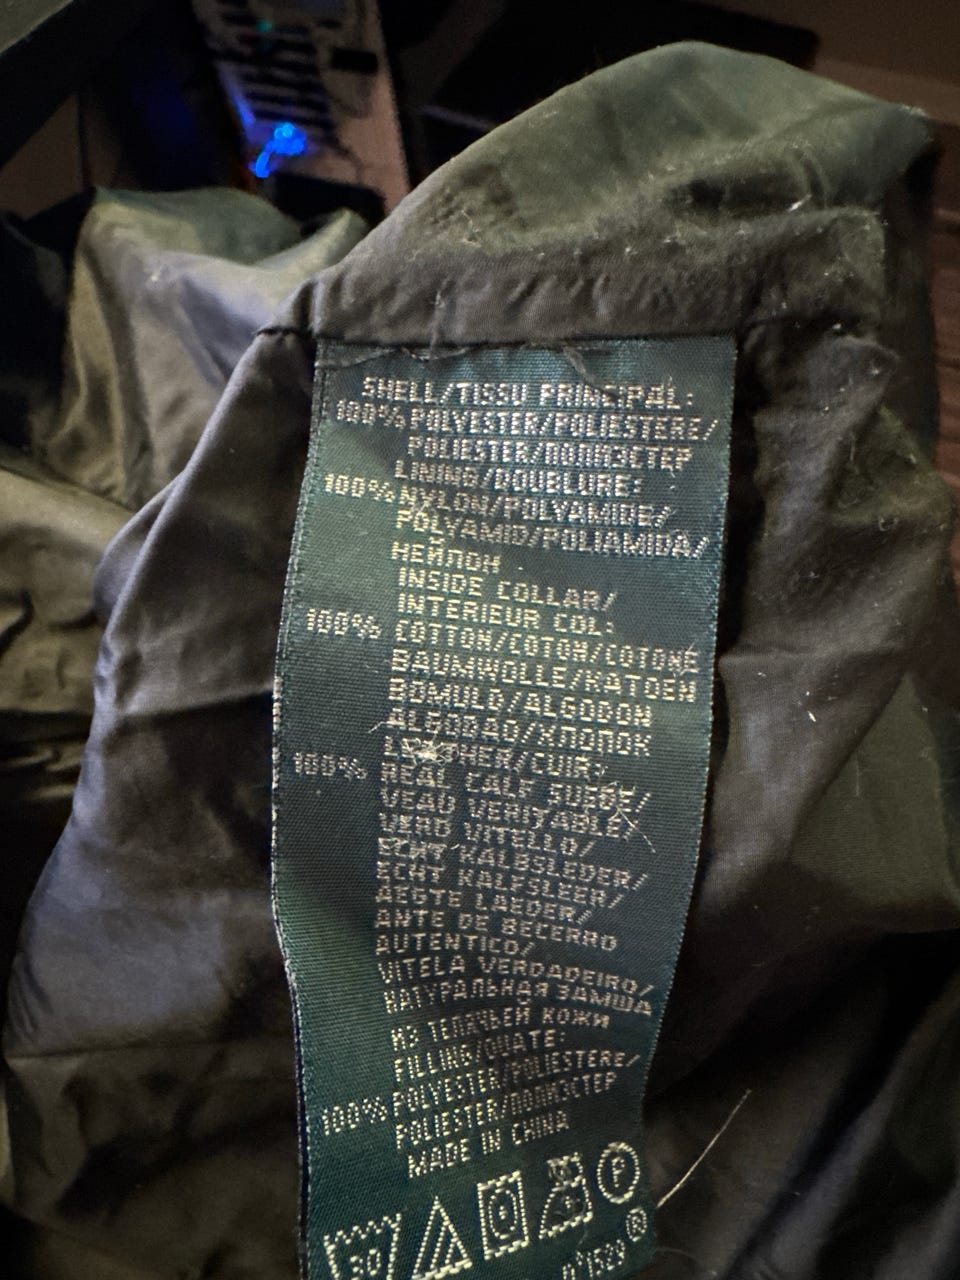 SHELL/TISSU PRINCIPAL:
100% POLYESTER/POLIESTERE/
POLIESTER/ПОЛИЭСТЕР
LINING/DOUBLURE:
100% NYLON/POLYAMIDE/
POLYAMID/POLIAMIDA/
НЕЙЛОН
INSIDE COLLAR/
INTERIEUR COL:
100% COTTON/COTON/COTONE
BAUMWOLLE/KATOEN
BOMULD/ALGODON
ALGODAO/ХЛОПОК
LEATHER/CUIR:
100% REAL CALF SUEDE/
VEAU VERITABLE/
VERO VITELLO/
ECHT KALBSLEDER/
ECHT KALFSLEER/
AEGTE LAEDER/
ANTE DE BECERRO
AUTENTICO/
VITELA VERDADEIRO/
НАТУРАЛЬНАЯ ЗАМША
ИЗ ТЕЛЯЧЬЕЙ КОЖИ
FILLING/OUATE:
100% POLYESTER/POLIESTERE/
POLIESTER/ПОЛИЭСТЕР
MADE IN CHINA
30 P
®